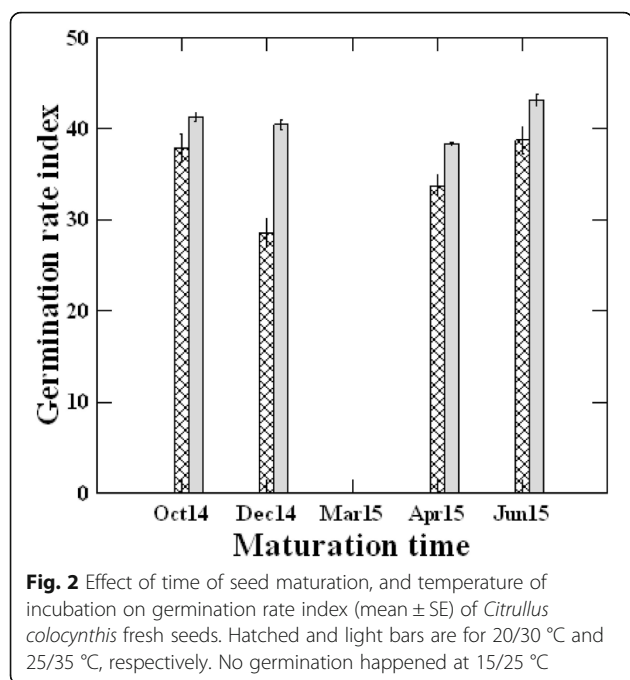 50
40
30
20
10
0
Germination rate index
Oct14 Dec14 Mar15 Apr15 Jun15
Maturation time
Fig. 2 Effect of time of seed maturation, and temperature of
incubation on germination rate index (mean ± SE) of Citrullus
colocynthis fresh seeds. Hatched and light bars are for 20/30 °C and
25/35 °C, respectively. No germination happened at 15/25 °C